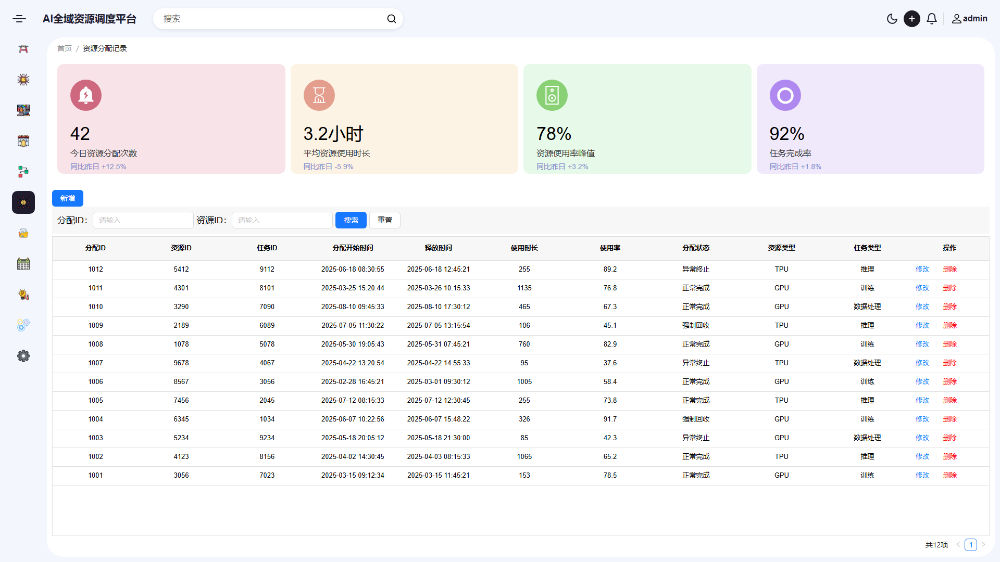 AI全域资源调度平台
搜索
admin
首页 / 资源分配记录
42
今日资源分配次数
同比昨日 +12.5%
3.2小时
平均资源使用时长
同比昨日 -5.9%
78%
资源使用率峰值
同比昨日 +3.2%
92%
任务完成率
同比昨日 +1.8%
新增
分配ID： 请输入 资源ID： 请输入 搜索 重置
分配ID 资源ID 任务ID 分配开始时间 释放时间 使用时长 使用率 分配状态 资源类型 任务类型 操作
1012 5412 9112 2025-06-18 08:30:55 2025-06-18 12:45:21 255 89.2 异常终止 TPU 推理 修改 删除
1011 4301 8101 2025-03-25 15:20:44 2025-03-26 10:15:33 1135 76.8 正常完成 GPU 训练 修改 删除
1010 3290 7090 2025-08-10 09:45:33 2025-08-10 17:30:12 465 67.3 正常完成 GPU 数据处理 修改 删除
1009 2189 6089 2025-07-05 11:30:22 2025-07-05 13:15:54 106 45.1 强制回收 TPU 推理 修改 删除
1008 1078 5078 2025-05-30 19:05:43 2025-05-31 07:45:21 760 82.9 正常完成 GPU 训练 修改 删除
1007 9678 4067 2025-04-22 13:20:54 2025-04-22 14:55:33 95 37.6 异常终止 TPU 数据处理 修改 删除
1006 8567 3056 2025-02-28 16:45:21 2025-03-01 09:30:12 1005 58.4 正常完成 GPU 训练 修改 删除
1005 7456 2045 2025-07-12 08:15:33 2025-07-12 12:30:45 255 73.8 正常完成 TPU 推理 修改 删除
1004 6345 1034 2025-06-07 10:22:56 2025-06-07 15:48:22 326 91.7 强制回收 GPU 训练 修改 删除
1003 5234 9234 2025-05-18 20:05:12 2025-05-18 21:30:00 85 42.3 异常终止 GPU 数据处理 修改 删除
1002 4123 8156 2025-04-02 14:30:45 2025-04-03 08:15:33 1065 65.2 正常完成 TPU 推理 修改 删除
1001 3056 7023 2025-03-15 09:12:34 2025-03-15 11:45:21 153 78.5 正常完成 GPU 训练 修改 删除
共12项 1